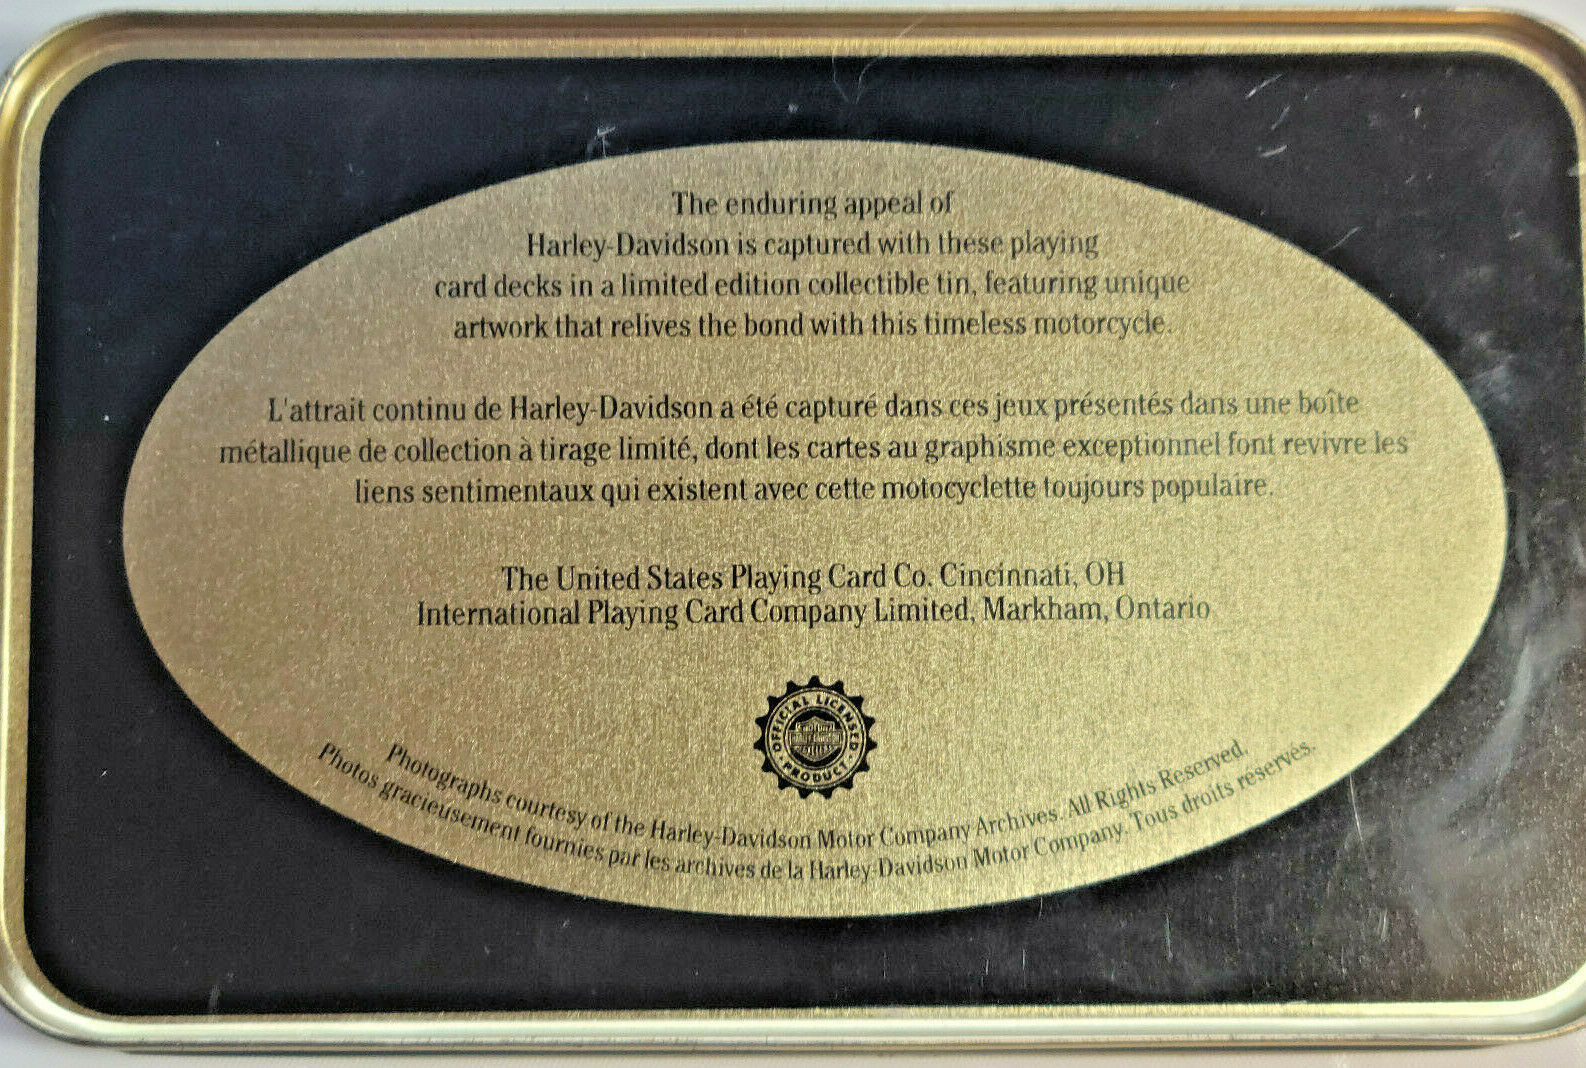 The enduring appeal of
Harley-Davidson is captured with these playing
card decks in a limited edition collectible tin, featuring unique
artwork that relives the bond with this timeless motorcycle.
L'attrait continu de Harley-Davidson a été capturé dans ces jeux présentés dans une boîte
métallique de collection à tirage limité, dont les cartes au graphisme exceptionnel font revivre les
liens sentimentaux qui existent avec cette motocyclette toujours populaire.
The United States Playing Card Co. Cincinnati, OH
International Playing Card Company Limited, Markham, Ontario
OFFICIAL LICENSED
PRODUCT
Photographs courtesy of the Harley-Davidson Motor Company Archives. All Rights Reserved.
Photos gracieusement fournies par les archives de la Harley-Davidson Motor Company. Tous droits réservés.